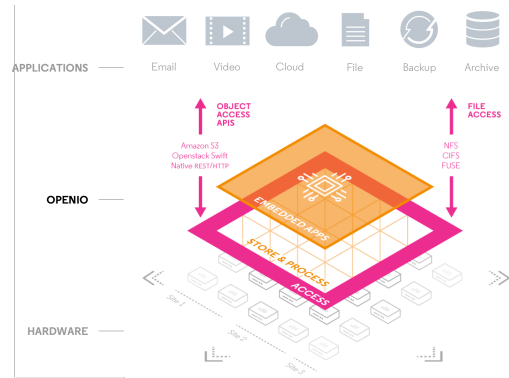 APPLICATIONS
Email Video Cloud File Backup Archive
OBJECT
ACCESS
APIS
FILE
ACCESS
Amazon S3
Openstack Swift
Native REST/HTTP
NFS
CIFS
FUSE
OPENIO
EMBEDDED APPS
STORE & PROCESS
ACCESS
Site 1
Site 2
Site 3
HARDWARE